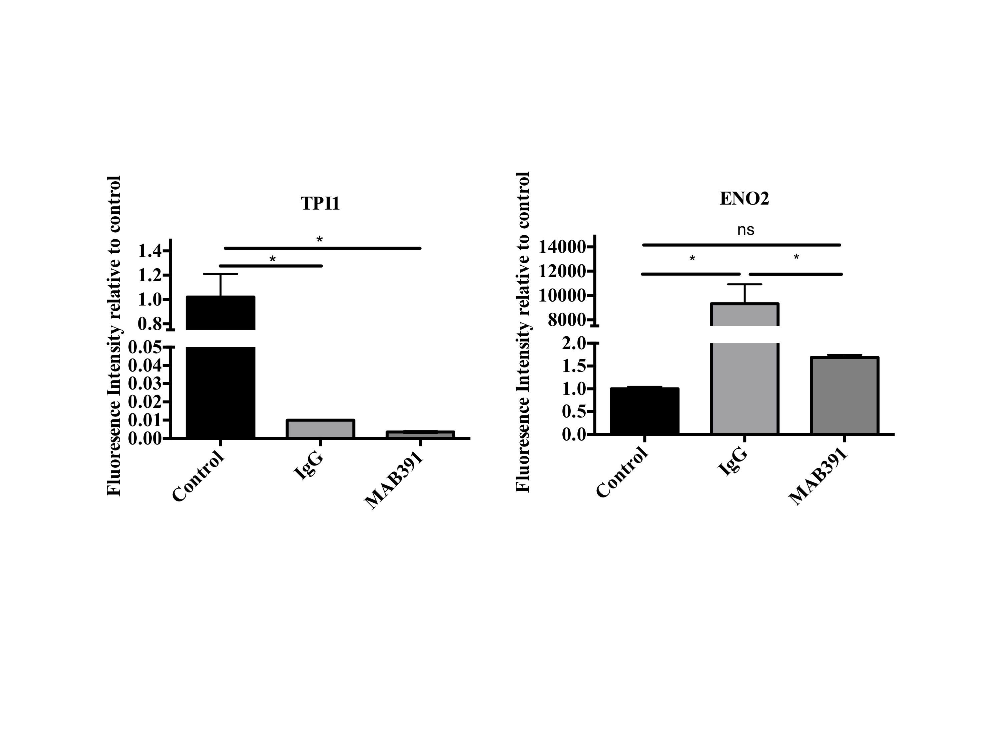 Fluoresence Intensity relative to control
TPI1
*
*
1.4
1.2
1.0
0.8
0.05
0.04
0.03
0.02
0.01
0.00
Control
IgG
MAB391
Fluoresence Intensity relative to control
ENO2
ns
*
*
14000
12000
10000
8000
2.0
1.5
1.0
0.5
0.0
Control
IgG
MAB391